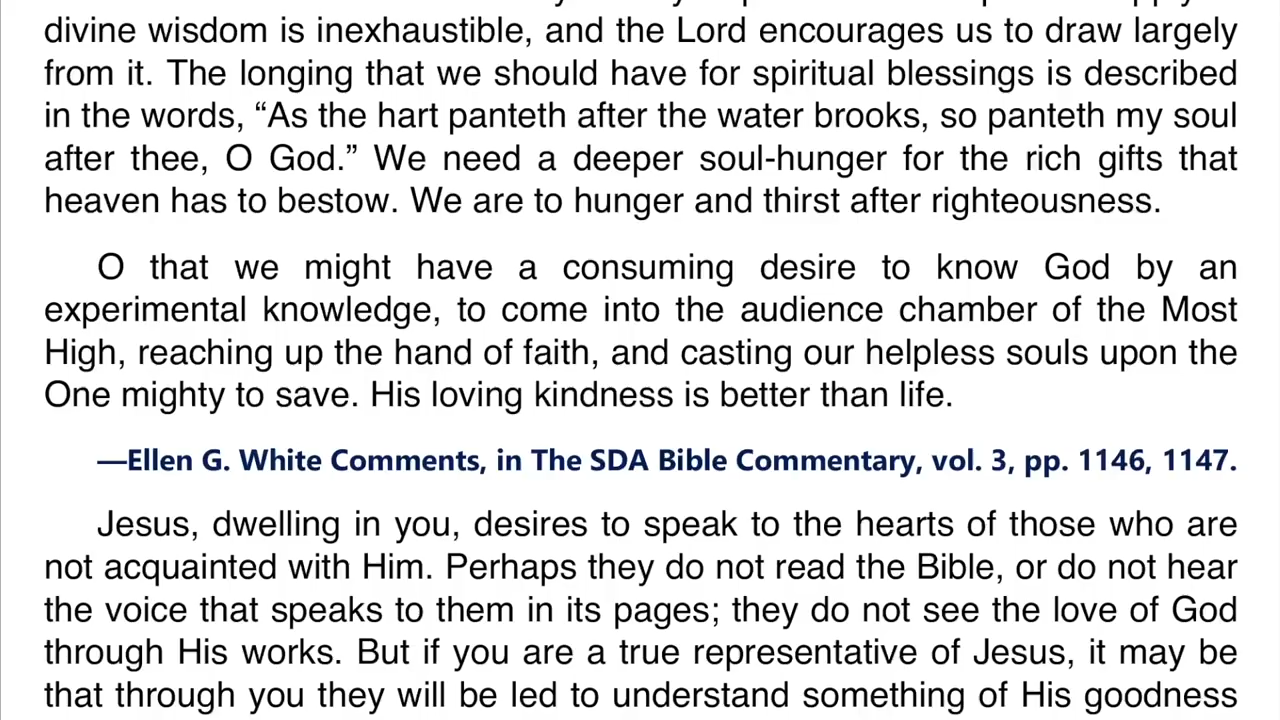 divine wisdom is inexhaustible, and the Lord encourages us to draw largely
from it. The longing that we should have for spiritual blessings is described
in the words, “As the hart panteth after the water brooks, so panteth my soul
after thee, O God.” We need a deeper soul-hunger for the rich gifts that
heaven has to bestow. We are to hunger and thirst after righteousness.
O that we might have a consuming desire to know God by an
experimental knowledge, to come into the audience chamber of the Most
High, reaching up the hand of faith, and casting our helpless souls upon the
One mighty to save. His loving kindness is better than life.
—Ellen G. White Comments, in The SDA Bible Commentary, vol. 3, pp. 1146, 1147.
Jesus, dwelling in you, desires to speak to the hearts of those who are
not acquainted with Him. Perhaps they do not read the Bible, or do not hear
the voice that speaks to them in its pages; they do not see the love of God
through His works. But if you are a true representative of Jesus, it may be
that through you they will be led to understand something of His goodness